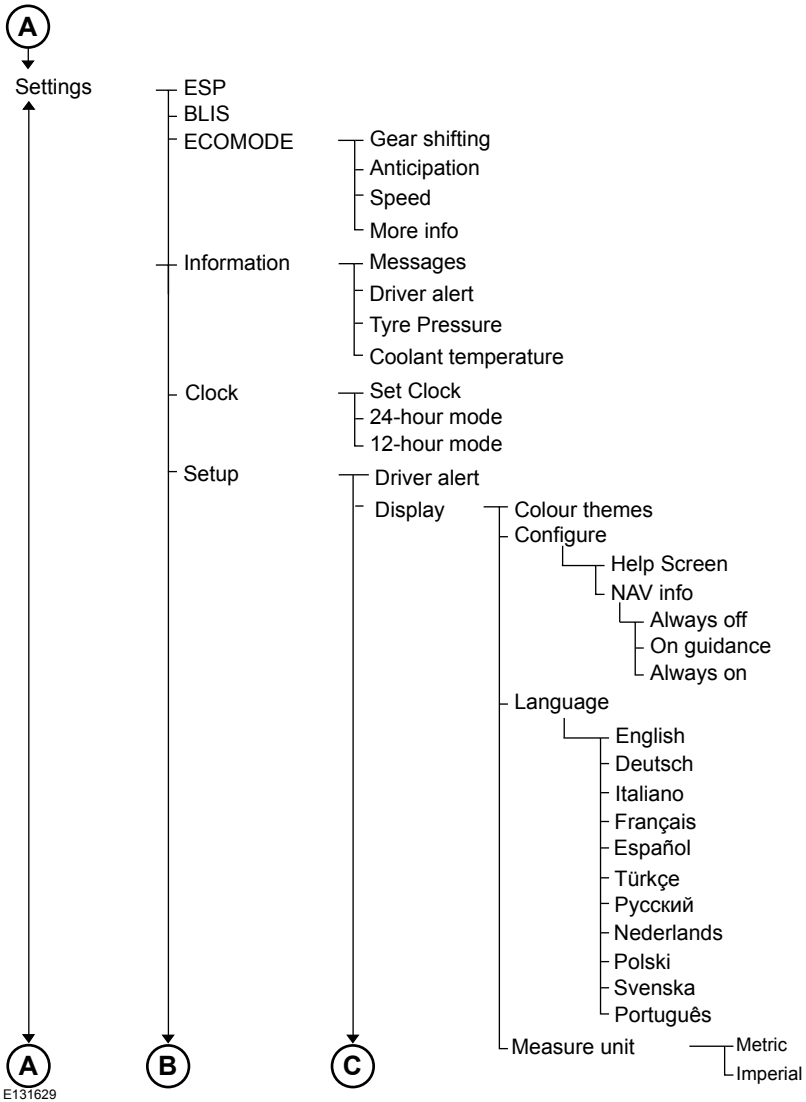 A
Settings
ESP
BLIS
ECOMODE
Gear shifting
Anticipation
Speed
More info
Information
Messages
Driver alert
Tyre Pressure
Coolant temperature
Clock
Set Clock
24-hour mode
12-hour mode
Setup
Driver alert
Display
Colour themes
Configure
Help Screen
NAV info
Always off
On guidance
Always on
Language
English
Deutsch
Italiano
Français
Español
Türkçe
Русский
Nederlands
Polski
Svenska
Português
Measure unit
Metric
Imperial
A
B
C
E131629